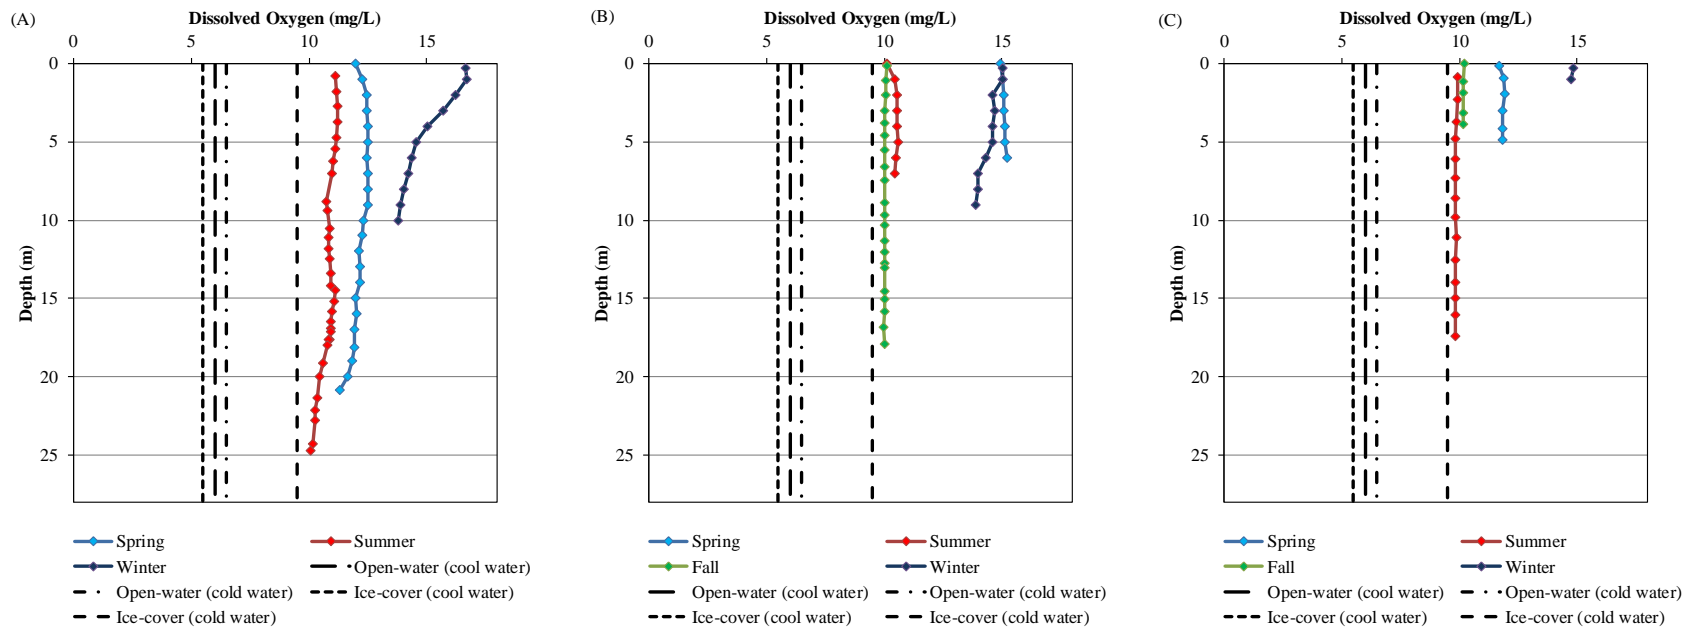 (A)
Dissolved Oxygen (mg/L)
0 5 10 15
0
5
10
15
20
25
Depth (m)
Spring
Summer
Winter
Open-water (cool water)
Open-water (cold water)
Ice-cover (cool water)
Ice-cover (cold water)
(B)
Dissolved Oxygen (mg/L)
0 5 10 15
0
5
10
15
20
25
Depth (m)
Spring
Summer
Fall
Winter
Open-water (cool water)
Open-water (cold water)
Ice-cover (cool water)
Ice-cover (cold water)
(C)
Dissolved Oxygen (mg/L)
0 5 10 15
0
5
10
15
20
25
Depth (m)
Spring
Summer
Fall
Winter
Open-water (cool water)
Open-water (cold water)
Ice-cover (cool water)
Ice-cover (cold water)